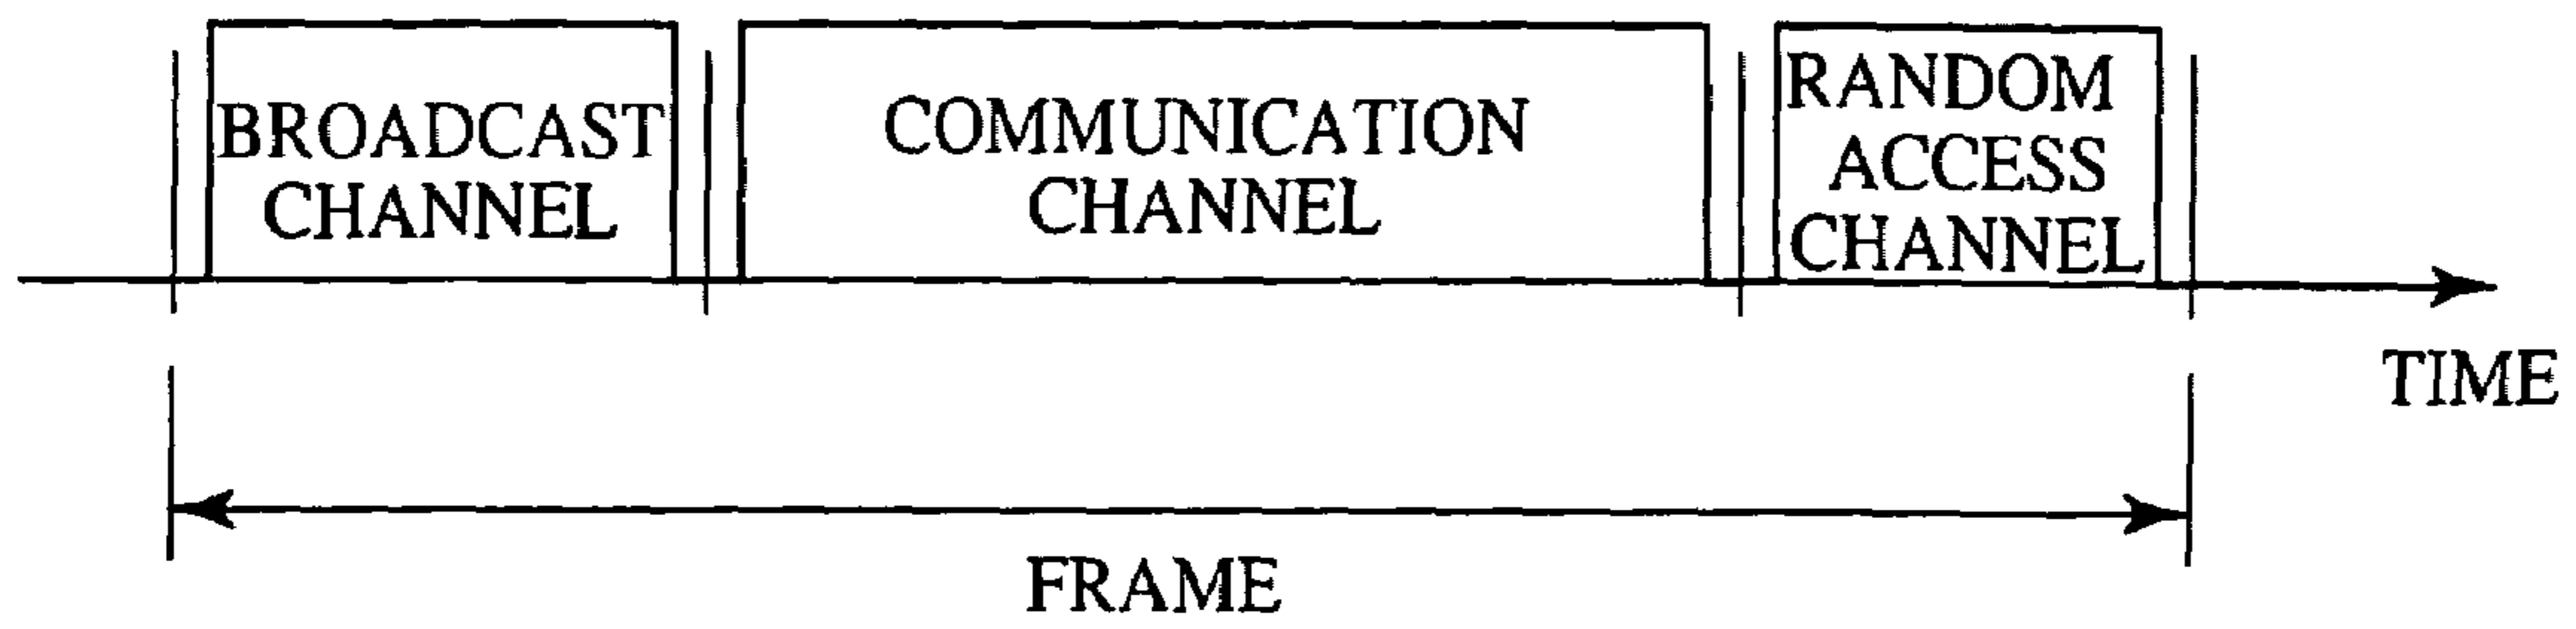 BROADCAST
CHANNEL
COMMUNICATION
CHANNEL
RANDOM
ACCESS
CHANNEL
TIME
FRAME